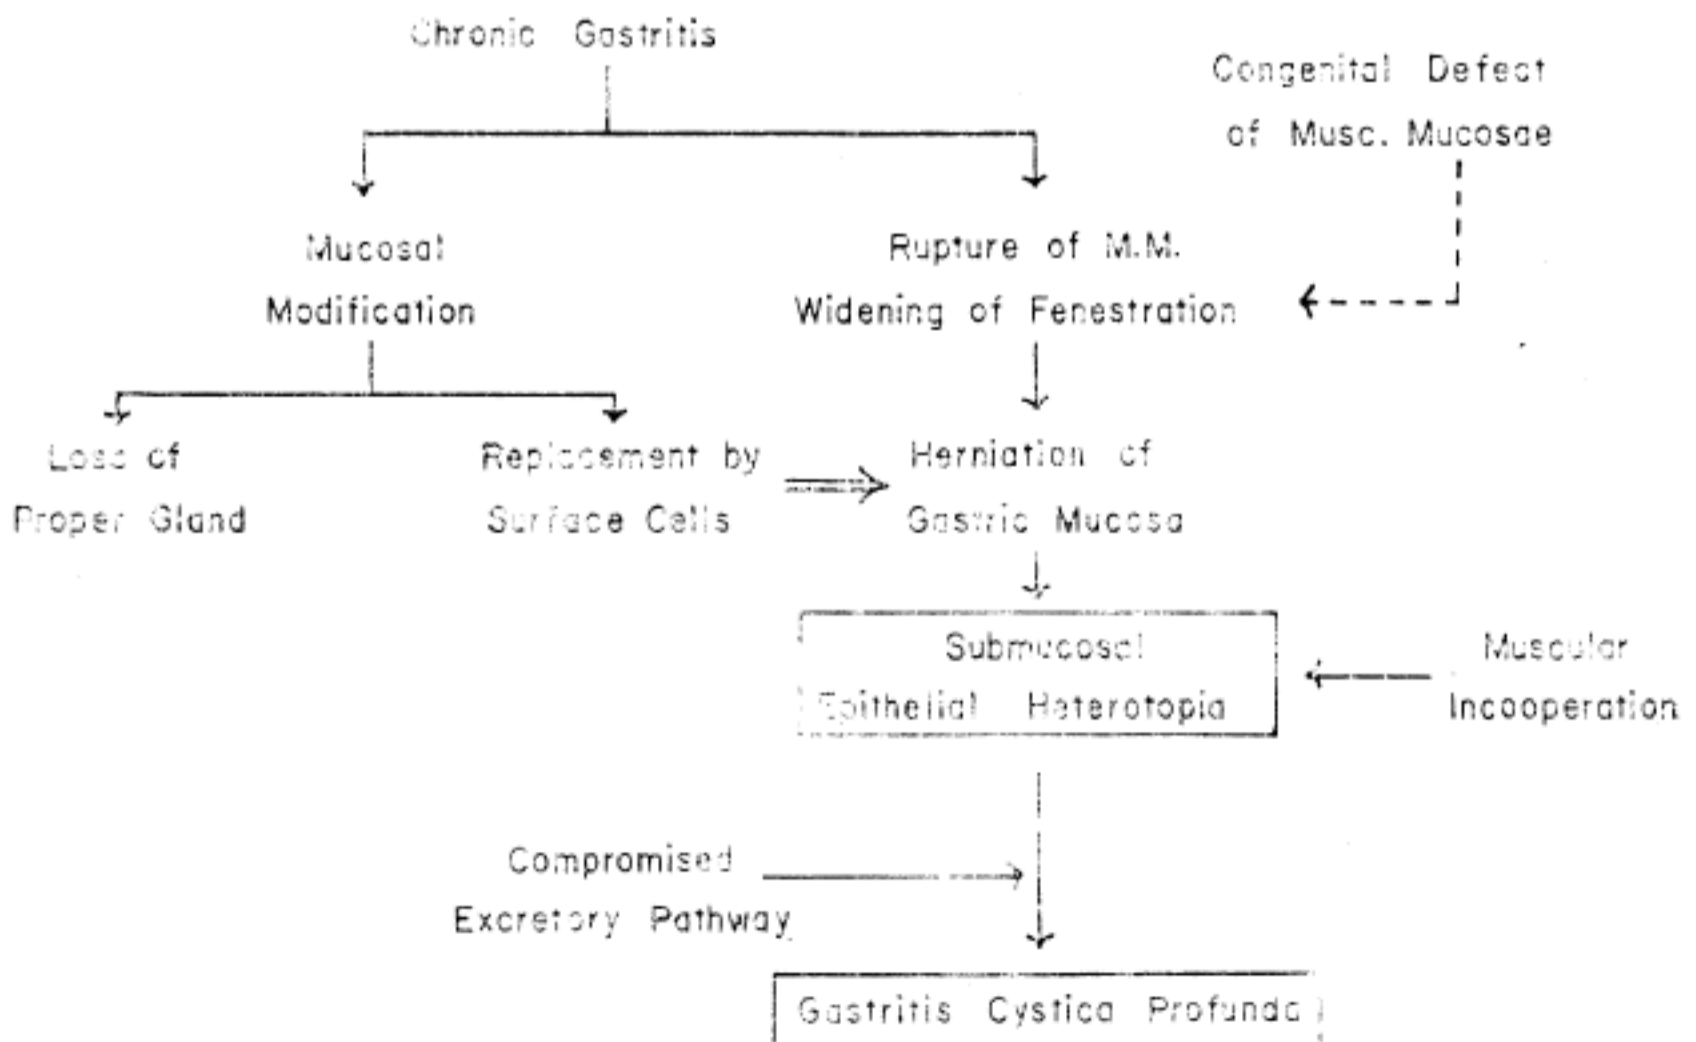 Chronic Gastritis
Congenital Defect
of Musc. Mucosae
Mucosal
Modification
Rupture of M.M.
Widening of Fenestration
Loss of
Proper Gland
Replacement by
Surface Cells
Herniation of
Gastric Mucosa
Submucosal
Epithelial Heterotopia
Muscular
Incooperation
Compromised
Excretory Pathway
Gastritis Cystica Profunda